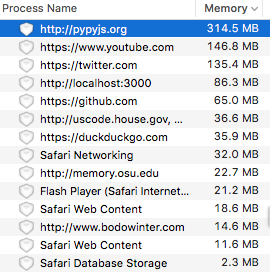 Process Name Memory
http://pypyjs.org 314.5 MB
https://www.youtube.com 146.8 MB
https://twitter.com 135.4 MB
http://localhost:3000 86.3 MB
https://github.com 65.0 MB
http://uscode.house.gov, ... 36.6 MB
https://duckduckgo.com 35.9 MB
Safari Networking 32.0 MB
http://memory.osu.edu 22.7 MB
Flash Player (Safari Internet... 21.2 MB
Safari Web Content 18.6 MB
http://www.bodowinter.com 14.6 MB
Safari Web Content 11.6 MB
Safari Database Storage 2.3 MB